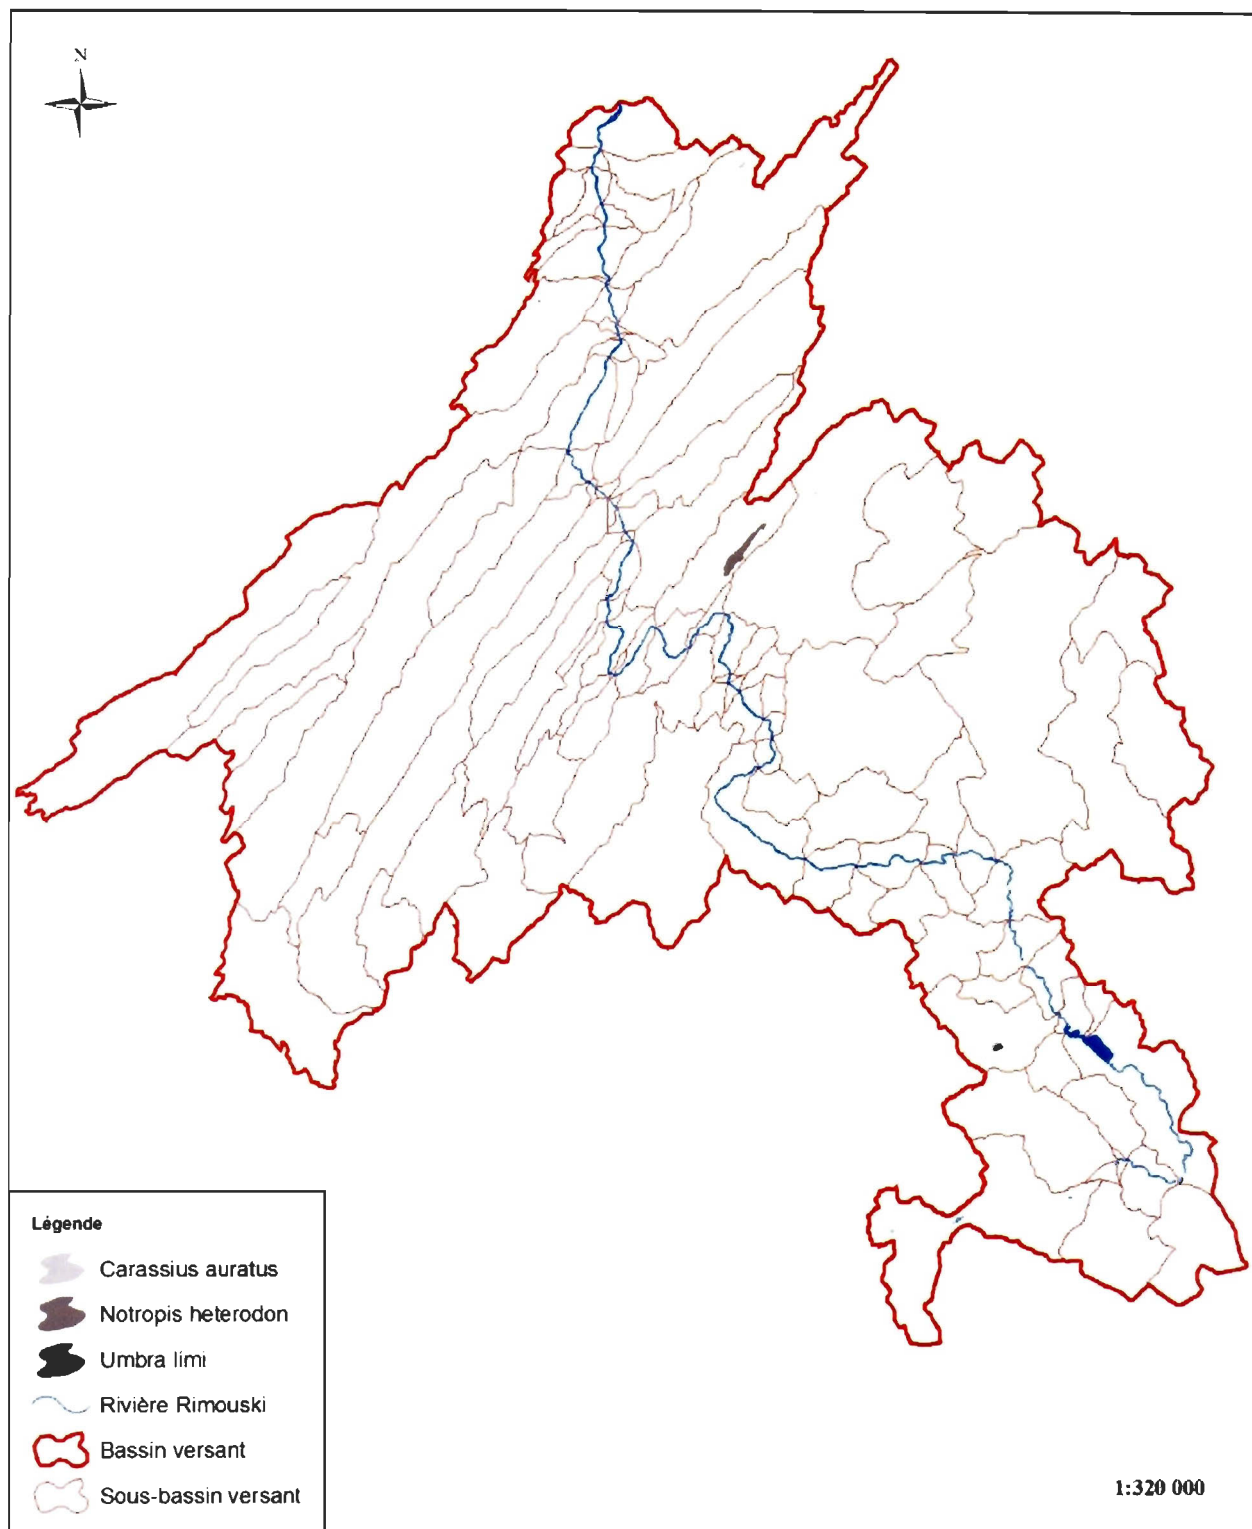 N
Légende
Carassius auratus
Notropis heterodon
Umbra limi
Rivière Rimouski
Bassin versant
Sous-bassin versant
1:320 000